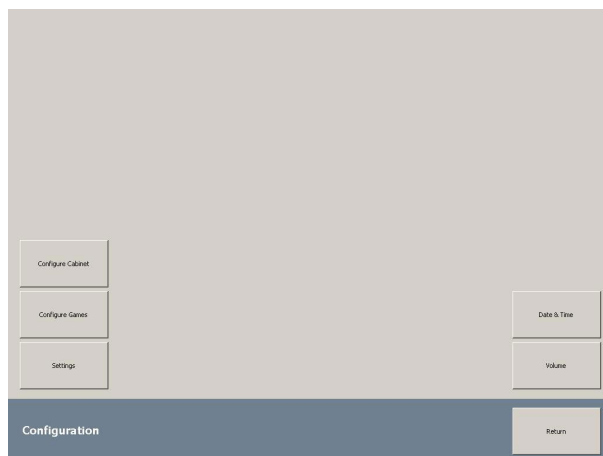 Configure Cabinet
Configure Games
Date & Time
Settings
Volume
Configuration
Return